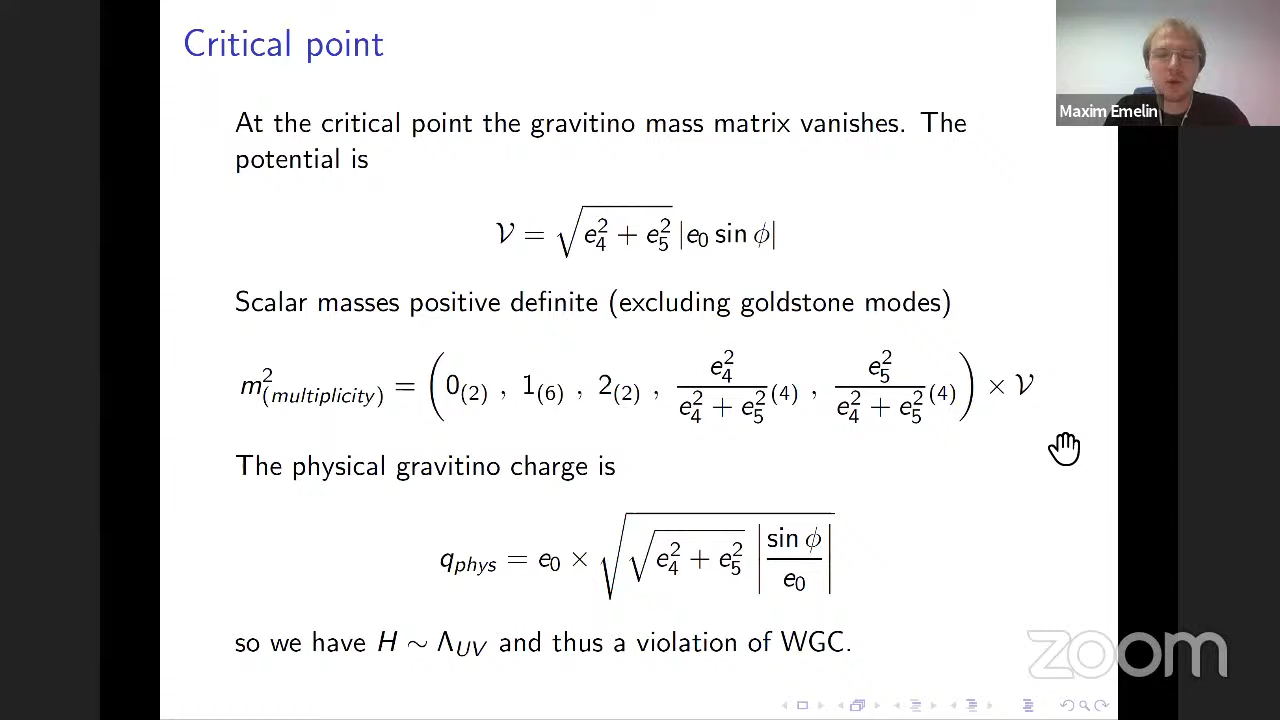 Critical point
Maxim Emelin
At the critical point the gravitino mass matrix vanishes. The
potential is
𝒱 = √(e₄² + e₅²) |e₀ sin ϕ|
Scalar masses positive definite (excluding goldstone modes)
m²₍multiplicity₎ = (0₍₂₎ , 1₍₆₎ , 2₍₂₎ , e₄²/(e₄² + e₅²) ₍₄₎ , e₅²/(e₄² + e₅²) ₍₄₎) × 𝒱
The physical gravitino charge is
q_phys = e₀ × √(√(e₄² + e₅²) |sin ϕ / e₀|)
so we have H ∼ Λ_UV and thus a violation of WGC.
zoom